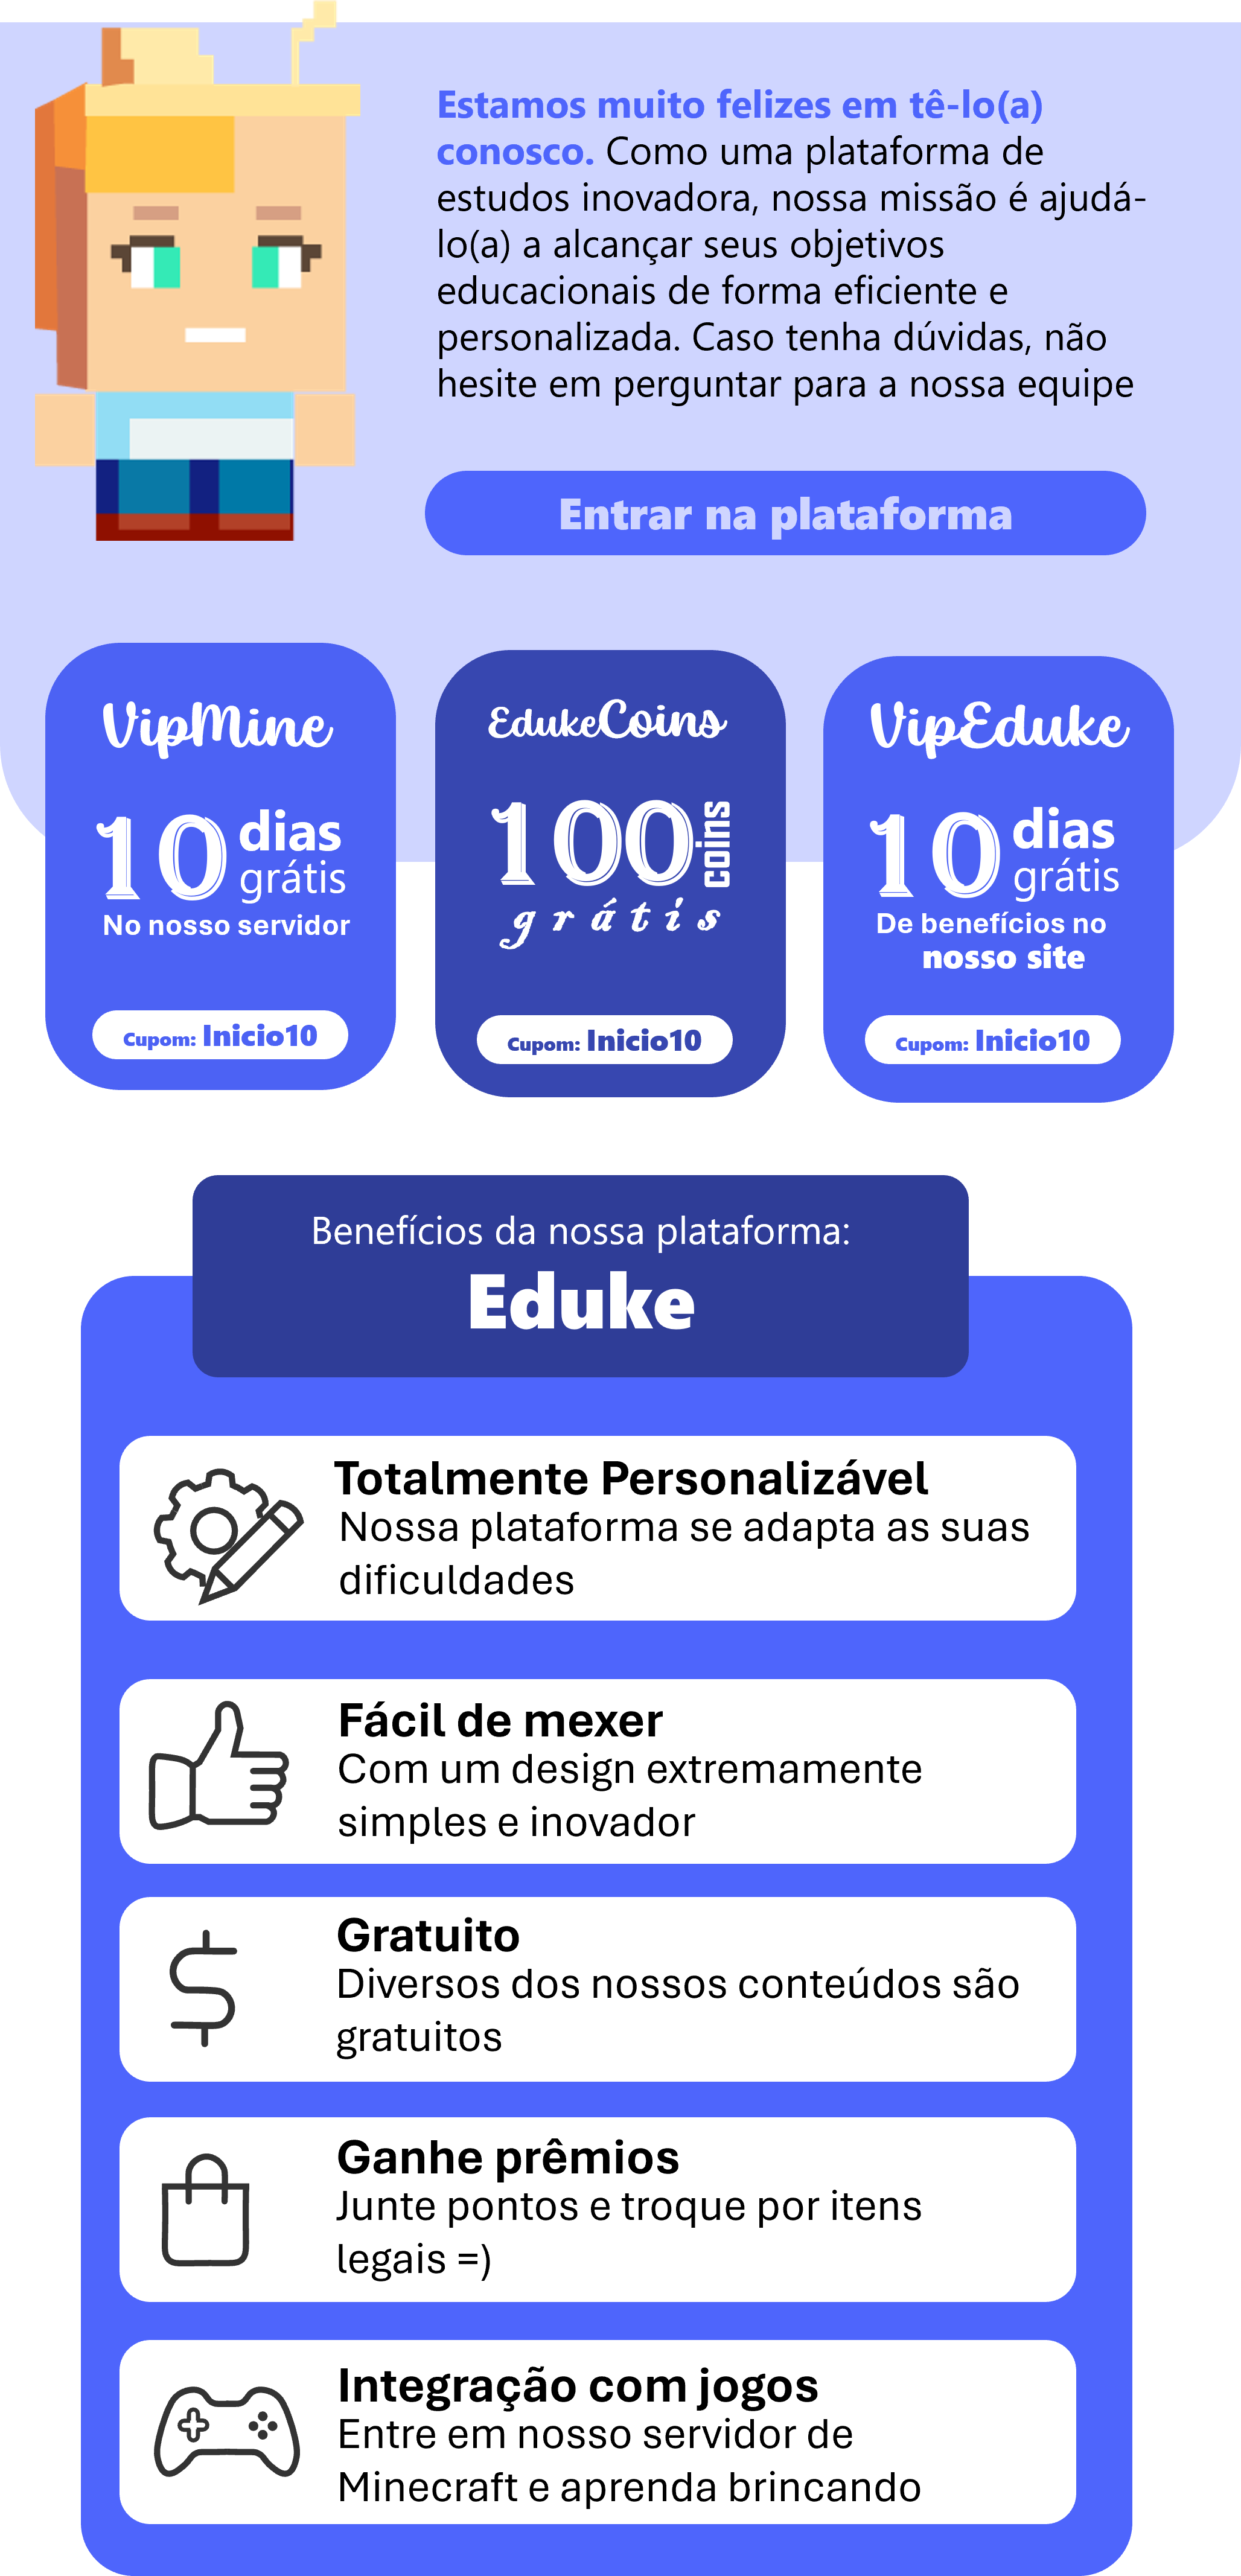 Estamos muito felizes em tê-lo(a)
conosco. Como uma plataforma de
estudos inovadora, nossa missão é ajudá-
lo(a) a alcançar seus objetivos
educacionais de forma eficiente e
personalizada. Caso tenha dúvidas, não
hesite em perguntar para a nossa equipe
Entrar na plataforma
VipMine
10 dias
grátis
No nosso servidor
Cupom: Inicio10
EdukeCoins
100 coins
grátis
Cupom: Inicio10
VipEduke
10 dias
grátis
De benefícios no
nosso site
Cupom: Inicio10
Benefícios da nossa plataforma:
Eduke
Totalmente Personalizável
Nossa plataforma se adapta as suas
dificuldades
Fácil de mexer
Com um design extremamente
simples e inovador
Gratuito
Diversos dos nossos conteúdos são
gratuitos
Ganhe prêmios
Junte pontos e troque por itens
legais =)
Integração com jogos
Entre em nosso servidor de
Minecraft e aprenda brincando